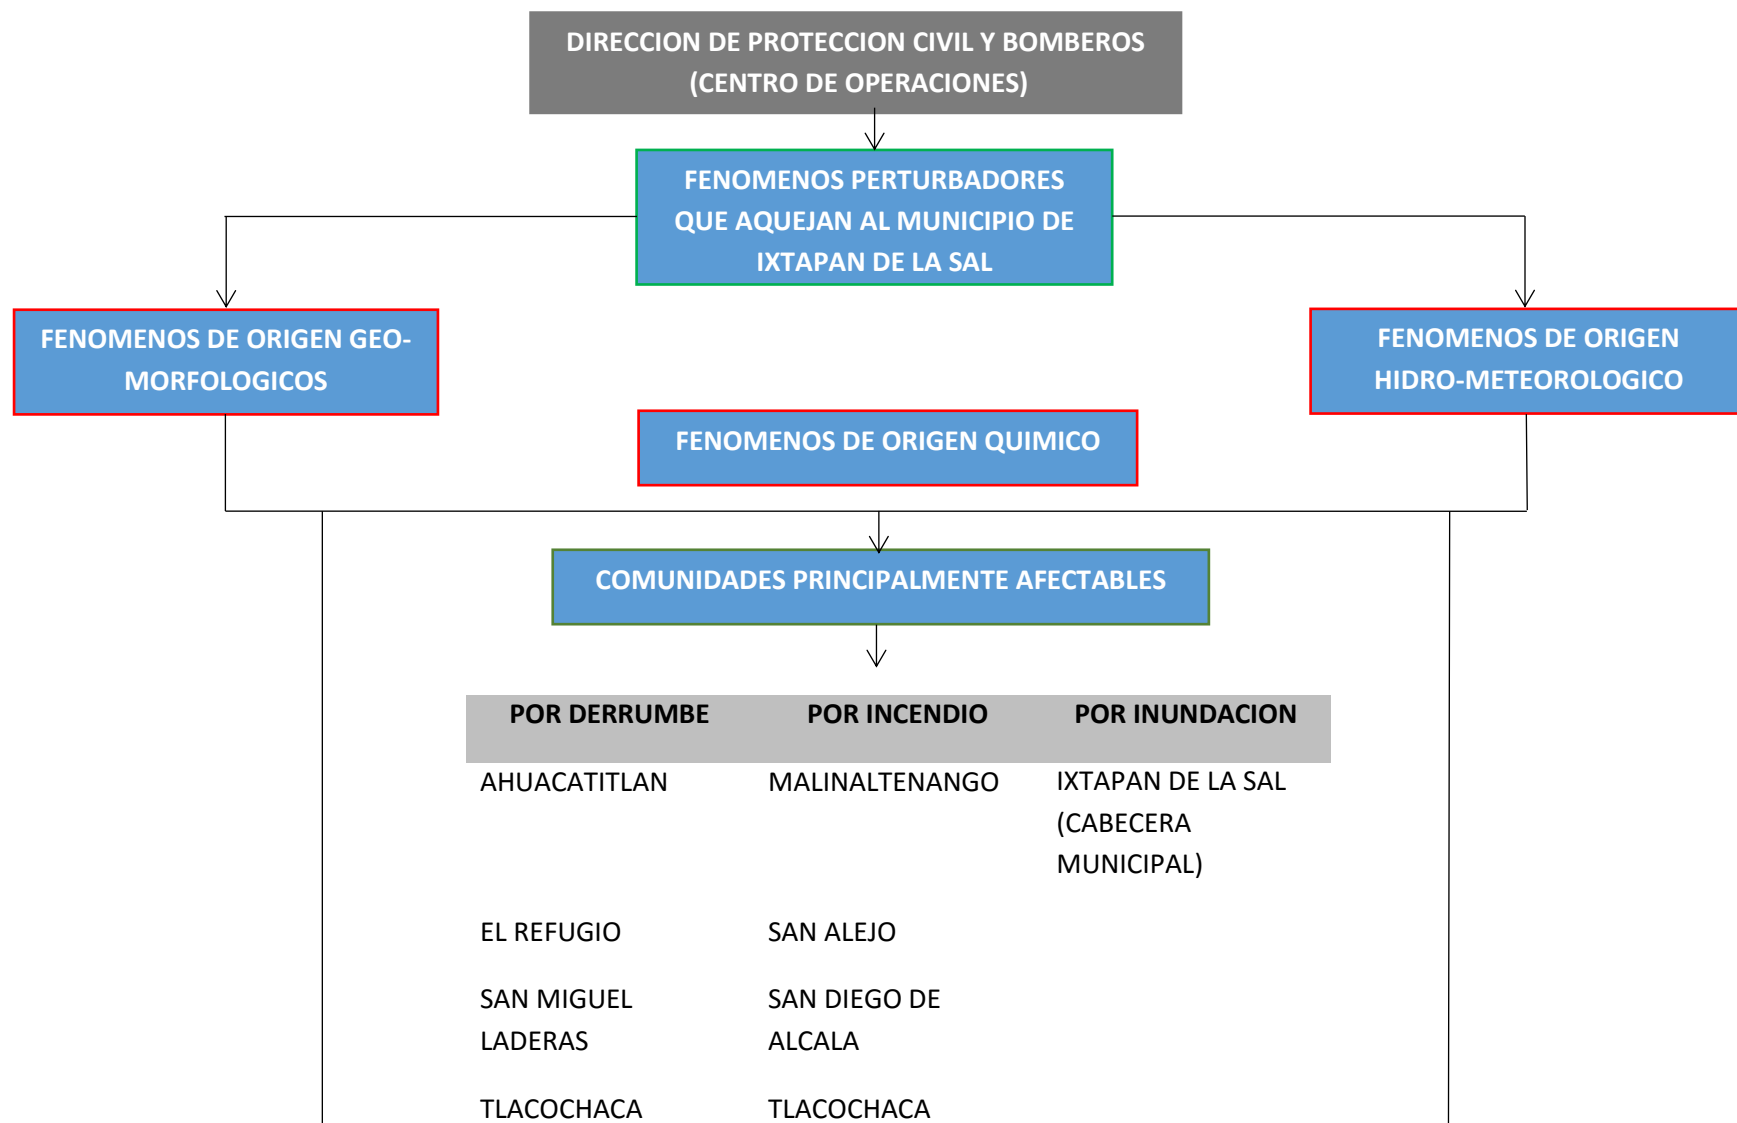 DIRECCION DE PROTECCION CIVIL Y BOMBEROS
(CENTRO DE OPERACIONES)
FENOMENOS PERTURBADORES
QUE AQUEJAN AL MUNICIPIO DE
IXTAPAN DE LA SAL
FENOMENOS DE ORIGEN GEO-
MORFOLOGICOS
FENOMENOS DE ORIGEN
HIDRO-METEOROLOGICO
FENOMENOS DE ORIGEN QUIMICO
COMUNIDADES PRINCIPALMENTE AFECTABLES
POR DERRUMBE POR INCENDIO POR INUNDACION
AHUACATITLAN MALINALTENANGO IXTAPAN DE LA SAL
(CABECERA
MUNICIPAL)
EL REFUGIO SAN ALEJO
SAN MIGUEL SAN DIEGO DE
LADERAS ALCALA
TLACOCHACA TLACOCHACA